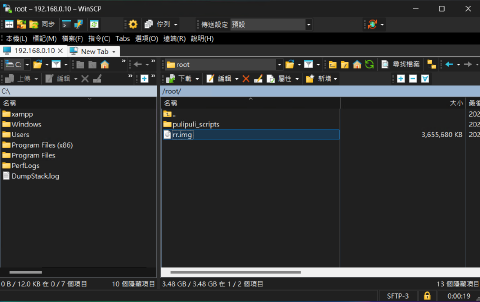 root – 192.168.0.10 – WinSCP
同步 佇列 傳送設定 預設
本機(L) 標記(M) 檔案(F) 指令(C) Tabs 選項(O) 遠端(R) 說明(H)
192.168.0.10 New Tab
C: root 尋找檔案
上傳 編輯 下載 編輯 屬性 新增
C:\ /root/
名稱 名稱 大小
xampp ..
Windows pulipuli_scripts
Users rr.img 3,655,680 KB
Program Files (x86)
Program Files
PerfLogs
DumpStack.log
0 B / 12.0 KB 在 0 / 7 個項目 10 個隱藏項目 3.48 GB / 3.48 GB 在 1 / 2 個項目 13 個隱藏項目
SFTP-3 0:00:19